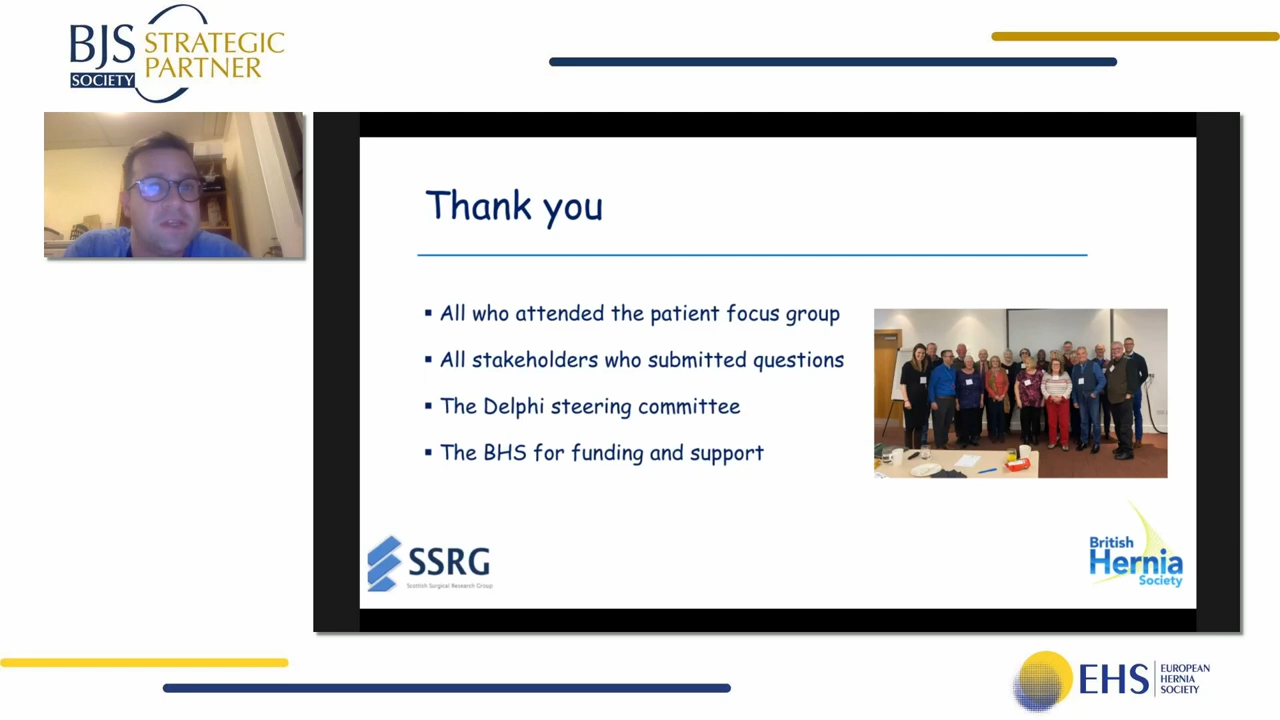 BJS STRATEGIC
SOCIETY PARTNER
Thank you
▪ All who attended the patient focus group
▪ All stakeholders who submitted questions
▪ The Delphi steering committee
▪ The BHS for funding and support
SSRG
Scottish Surgical Research Group
British
Hernia
Society
EHS
EUROPEAN
HERNIA
SOCIETY